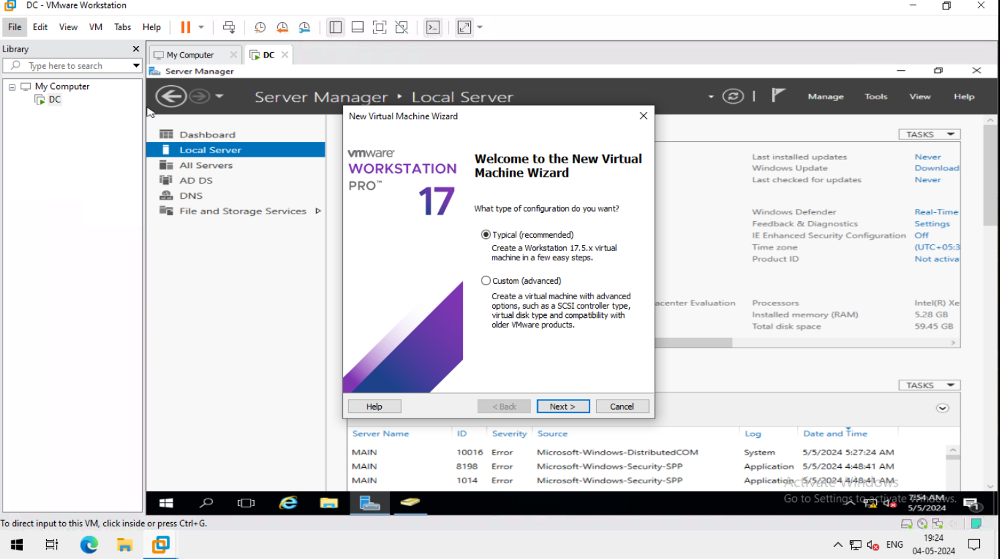 DC - VMware Workstation
File Edit View VM Tabs Help
Library
Type here to search
My Computer
DC
My Computer
DC
Server Manager
Server Manager ‣ Local Server
Manage Tools View Help
Dashboard
Local Server
All Servers
AD DS
DNS
File and Storage Services
New Virtual Machine Wizard
vmware
WORKSTATION
PRO™
17
Welcome to the New Virtual
Machine Wizard
What type of configuration do you want?
Typical (recommended)
Create a Workstation 17.5.x virtual
machine in a few easy steps.
Custom (advanced)
Create a virtual machine with advanced
options, such as a SCSI controller type,
virtual disk type and compatibility with
older VMware products.
Help < Back Next > Cancel
TASKS
Last installed updates Never
Windows Update Download
Last checked for updates Never
Windows Defender Real-Time
Feedback & Diagnostics Settings
IE Enhanced Security Configuration Off
Time zone (UTC+05:3
Product ID Not activa
acenter Evaluation Processors Intel(R) Xe
Installed memory (RAM) 5.28 GB
Total disk space 59.45 GB
TASKS
Server Name ID Severity Source Log Date and Time
MAIN 10016 Error Microsoft-Windows-DistributedCOM System 5/5/2024 5:27:24 AM
MAIN 8198 Error Microsoft-Windows-Security-SPP Application 5/5/2024 4:48:41 AM
MAIN 1014 Error Microsoft-Windows-Security-SPP Application 5/5/2024 4:48:41 AM
Activate Windows
Go to Settings to activate Windows.
7:54 AM
5/5/2024
1
To direct input to this VM, click inside or press Ctrl+G.
ENG
19:24
04-05-2024